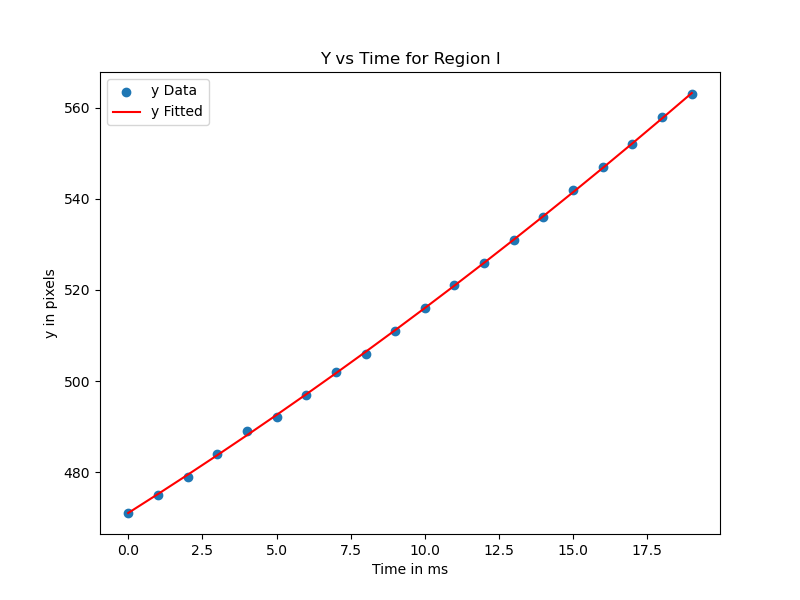 Y vs Time for Region I
y Data
y Fitted
560
540
520
500
480
y in pixels
0.0 2.5 5.0 7.5 10.0 12.5 15.0 17.5
Time in ms